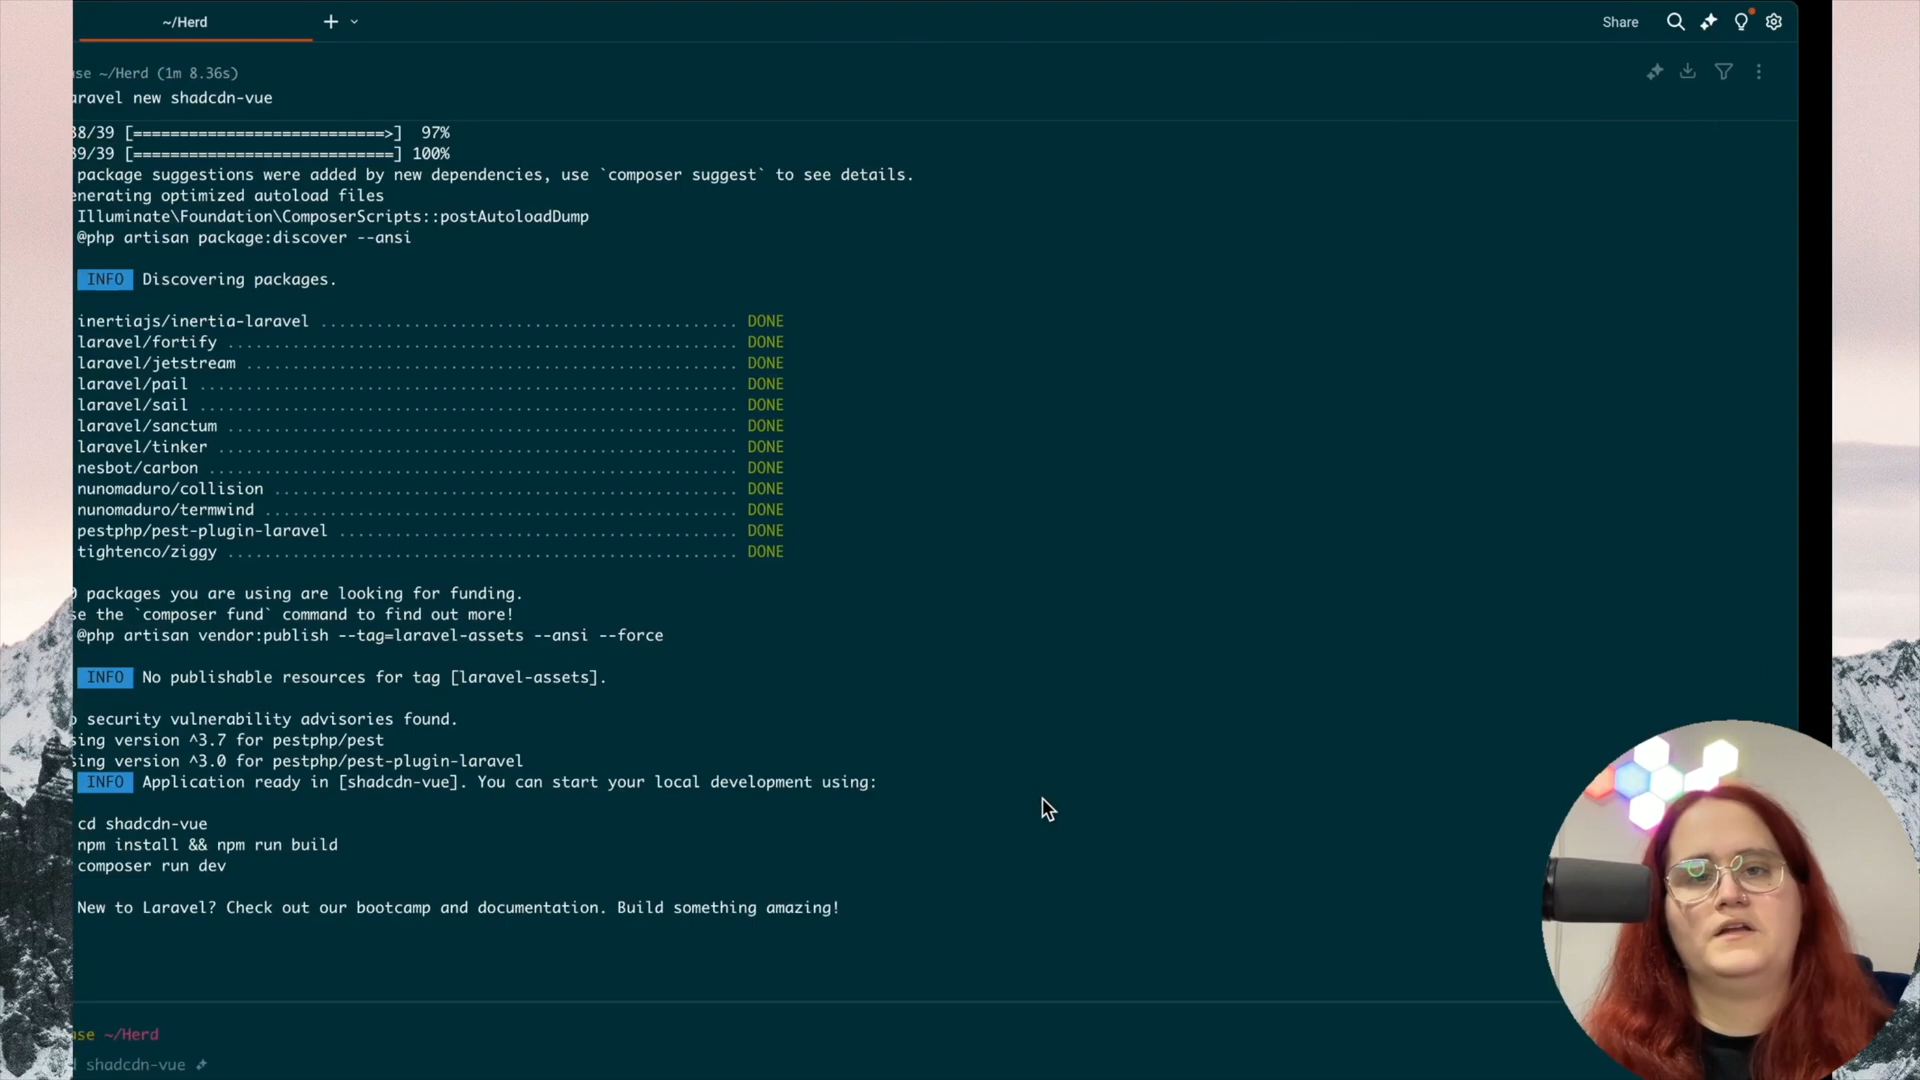 ~/Herd
Share
se ~/Herd (1m 8.36s)
aravel new shadcdn-vue
38/39 [============================>] 97%
39/39 [============================] 100%
package suggestions were added by new dependencies, use `composer suggest` to see details.
enerating optimized autoload files
Illuminate\Foundation\ComposerScripts::postAutoloadDump
@php artisan package:discover --ansi
INFO Discovering packages.
inertiajs/inertia-laravel ............................................. DONE
laravel/fortify ....................................................... DONE
laravel/jetstream ..................................................... DONE
laravel/pail .......................................................... DONE
laravel/sail .......................................................... DONE
laravel/sanctum ....................................................... DONE
laravel/tinker ........................................................ DONE
nesbot/carbon ......................................................... DONE
nunomaduro/collision .................................................. DONE
nunomaduro/termwind ................................................... DONE
pestphp/pest-plugin-laravel ........................................... DONE
tightenco/ziggy ....................................................... DONE
0 packages you are using are looking for funding.
se the `composer fund` command to find out more!
@php artisan vendor:publish --tag=laravel-assets --ansi --force
INFO No publishable resources for tag [laravel-assets].
o security vulnerability advisories found.
sing version ^3.7 for pestphp/pest
sing version ^3.0 for pestphp/pest-plugin-laravel
INFO Application ready in [shadcdn-vue]. You can start your local development using:
cd shadcdn-vue
npm install && npm run build
composer run dev
New to Laravel? Check out our bootcamp and documentation. Build something amazing!
se ~/Herd
d shadcdn-vue